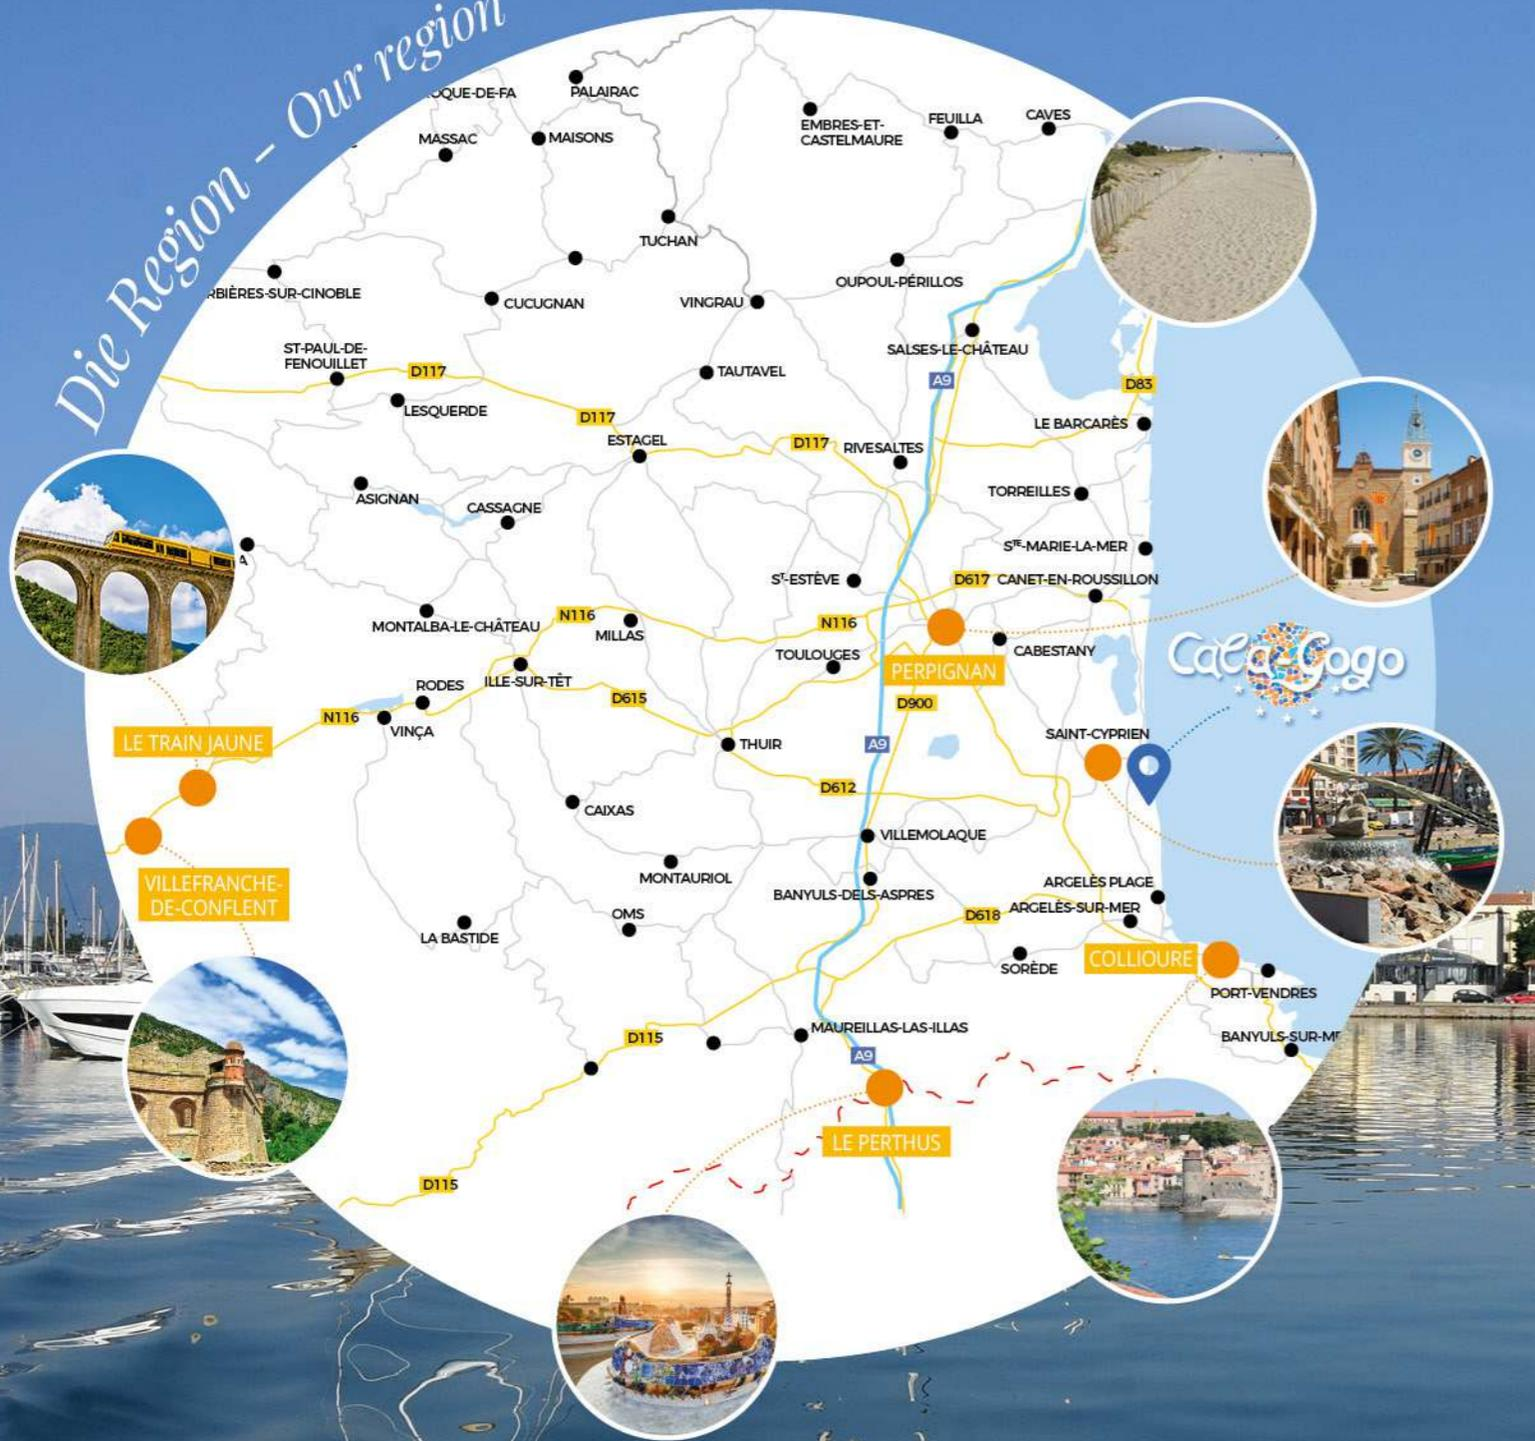 Die Region – Our region
OQUE-DE-FA
PALAIRAC
MASSAC
MAISONS
EMBRES-ET-
CASTELMAURE
FEUILLA
CAVES
TUCHAN
RBIÈRES-SUR-CINOBLE
CUCUGNAN
VINGRAU
OUPOUL-PÉRILLOS
ST-PAUL-DE-
FENOUILLET
D117
TAUTAVEL
SALSES-LE-CHÂTEAU
A9
D83
LESQUERDE
D117
LE BARCARÈS
ESTAGEL
D117
RIVESALTES
ASIGNAN
CASSAGNE
TORREILLES
STE-MARIE-LA-MER
A
ST-ESTÈVE
D617
CANET-EN-ROUSSILLON
MONTALBA-LE-CHÂTEAU
N116
MILLAS
N116
TOULOUGES
CABESTANY
PERPIGNAN
Cala-Gogo
RODES
ILLE-SUR-TÊT
D615
D900
N116
VINÇA
LE TRAIN JAUNE
THUIR
A9
SAINT-CYPRIEN
D612
CAIXAS
VILLEMOLAQUE
MONTAURIOL
BANYULS-DELS-ASPRES
ARGELÈS PLAGE
VILLEFRANCHE-
DE-CONFLENT
OMS
D618
ARGELÈS-SUR-MER
LA BASTIDE
SORÈDE
COLLIOURE
PORT-VENDRES
D115
MAUREILLAS-LAS-ILLAS
BANYULS-SUR-ME
A9
LE PERTHUS
D115